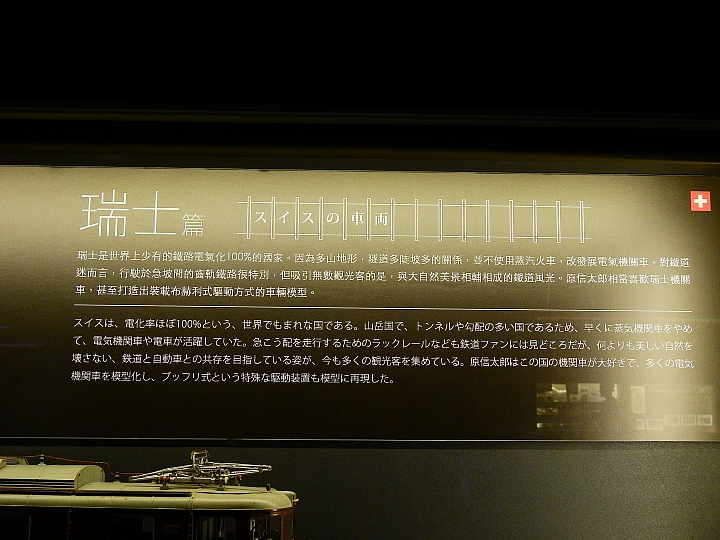 瑞士篇 スイスの車両
瑞士是世界上少有的鐵路電氣化100%的國家。因為多山地形，隧道多陡坡多的關係，並不使用蒸汽火車，改發展電氣機關車。對鐵道
迷而言，行駛於急坡間的齒軌鐵路很特別，但吸引無數觀光客的是，與大自然美景相輔相成的鐵道風光。原信太郎相當喜歡瑞士機關
車，甚至打造出裝載布赫利式驅動方式的車輛模型。
スイスは、電化率ほぼ100%という、世界でもまれな国である。山岳国で、トンネルや勾配の多い国であるため、早くに蒸気機関車をやめ
て、電気機関車や電車が活躍していた。急こう配を走行するためのラックレールなども鉄道ファンには見どころだが、何よりも美しい自然を
壊さない、鉄道と自動車との共存を目指している姿が、今も多くの観光客を集めている。原信太郎はこの国の機関車が大好きで、多くの電気
機関車を模型化し、ブッフリ式という特殊な駆動装置も模型に再現した。